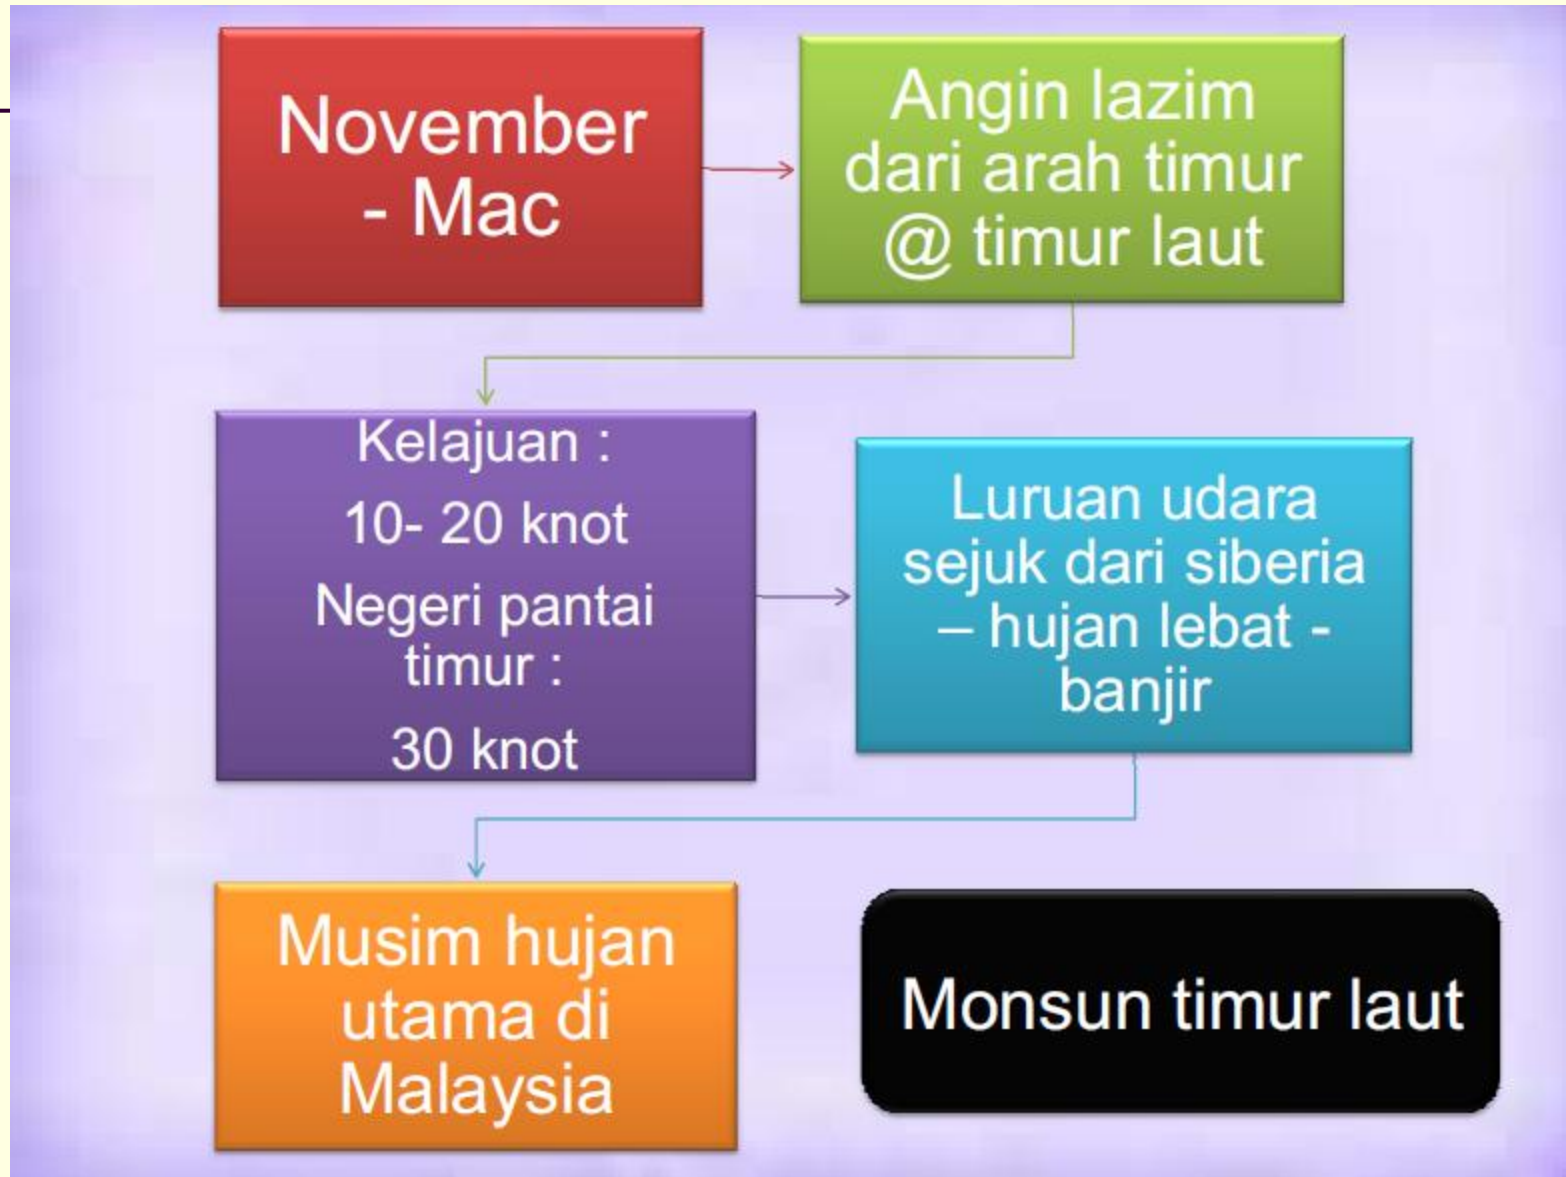 November
- Mac
Angin lazim
dari arah timur
@ timur laut
Kelajuan :
10- 20 knot
Negeri pantai
timur :
30 knot
Luruan udara
sejuk dari siberia
– hujan lebat -
banjir
Musim hujan
utama di
Malaysia
Monsun timur laut